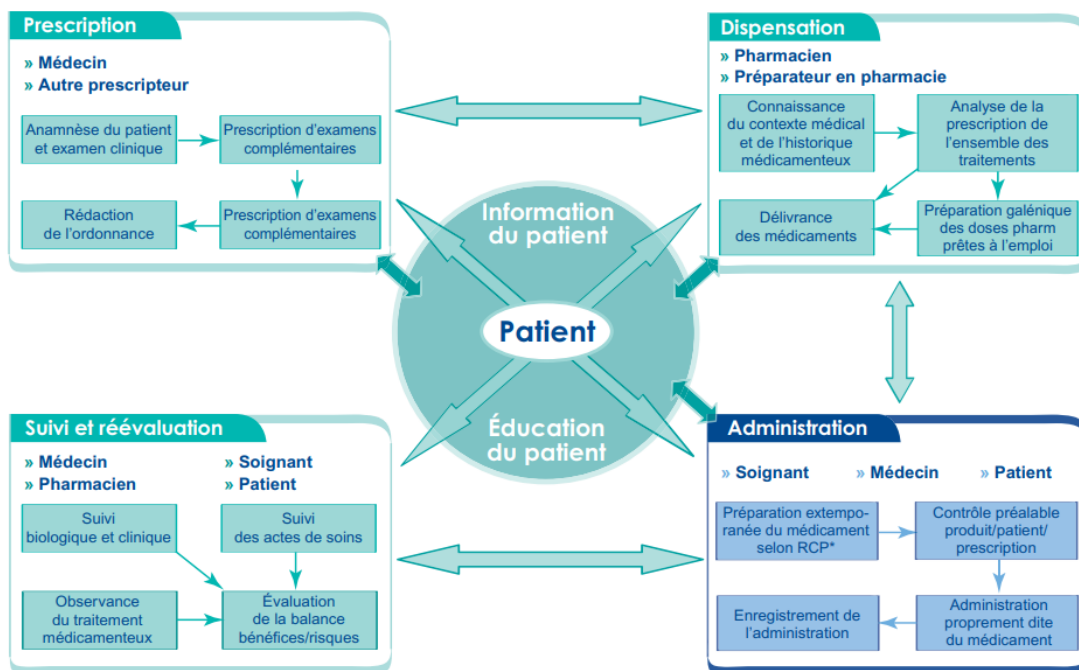 Prescription
» Médecin
» Autre prescripteur
Anamnèse du patient
et examen clinique
Prescription d'examens
complémentaires
Rédaction
de l'ordonnance
Prescription d'examens
complémentaires
Dispensation
» Pharmacien
» Préparateur en pharmacie
Connaissance
du contexte médical
et de l'historique
médicamenteux
Analyse de la
prescription de
l'ensemble des
traitements
Délivrance
des médicaments
Préparation galénique
des doses pharm
prêtes à l'emploi
Information
du patient
Patient
Éducation
du patient
Suivi et réévaluation
» Médecin
» Soignant
» Pharmacien
» Patient
Suivi
biologique et clinique
Suivi
des actes de soins
Observance
du traitement
médicamenteux
Évaluation
de la balance
bénéfices/risques
Administration
» Soignant
» Médecin
» Patient
Préparation extempo-
ranée du médicament
selon RCP*
Contrôle préalable
produit/patient/
prescription
Enregistrement de
l'administration
Administration
proprement dite
du médicament